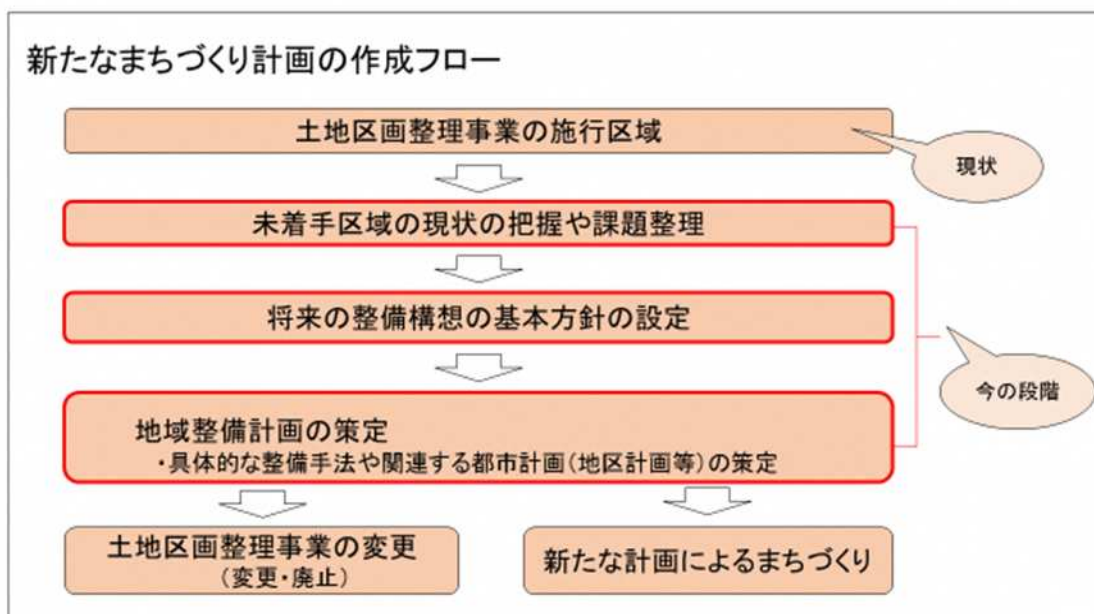 新たなまちづくり計画の作成フロー
土地区画整理事業の施行区域
現状
未着手区域の現状の把握や課題整理
将来の整備構想の基本方針の設定
今の段階
地域整備計画の策定
・具体的な整備手法や関連する都市計画(地区計画等)の策定
土地区画整理事業の変更
(変更・廃止)
新たな計画によるまちづくり